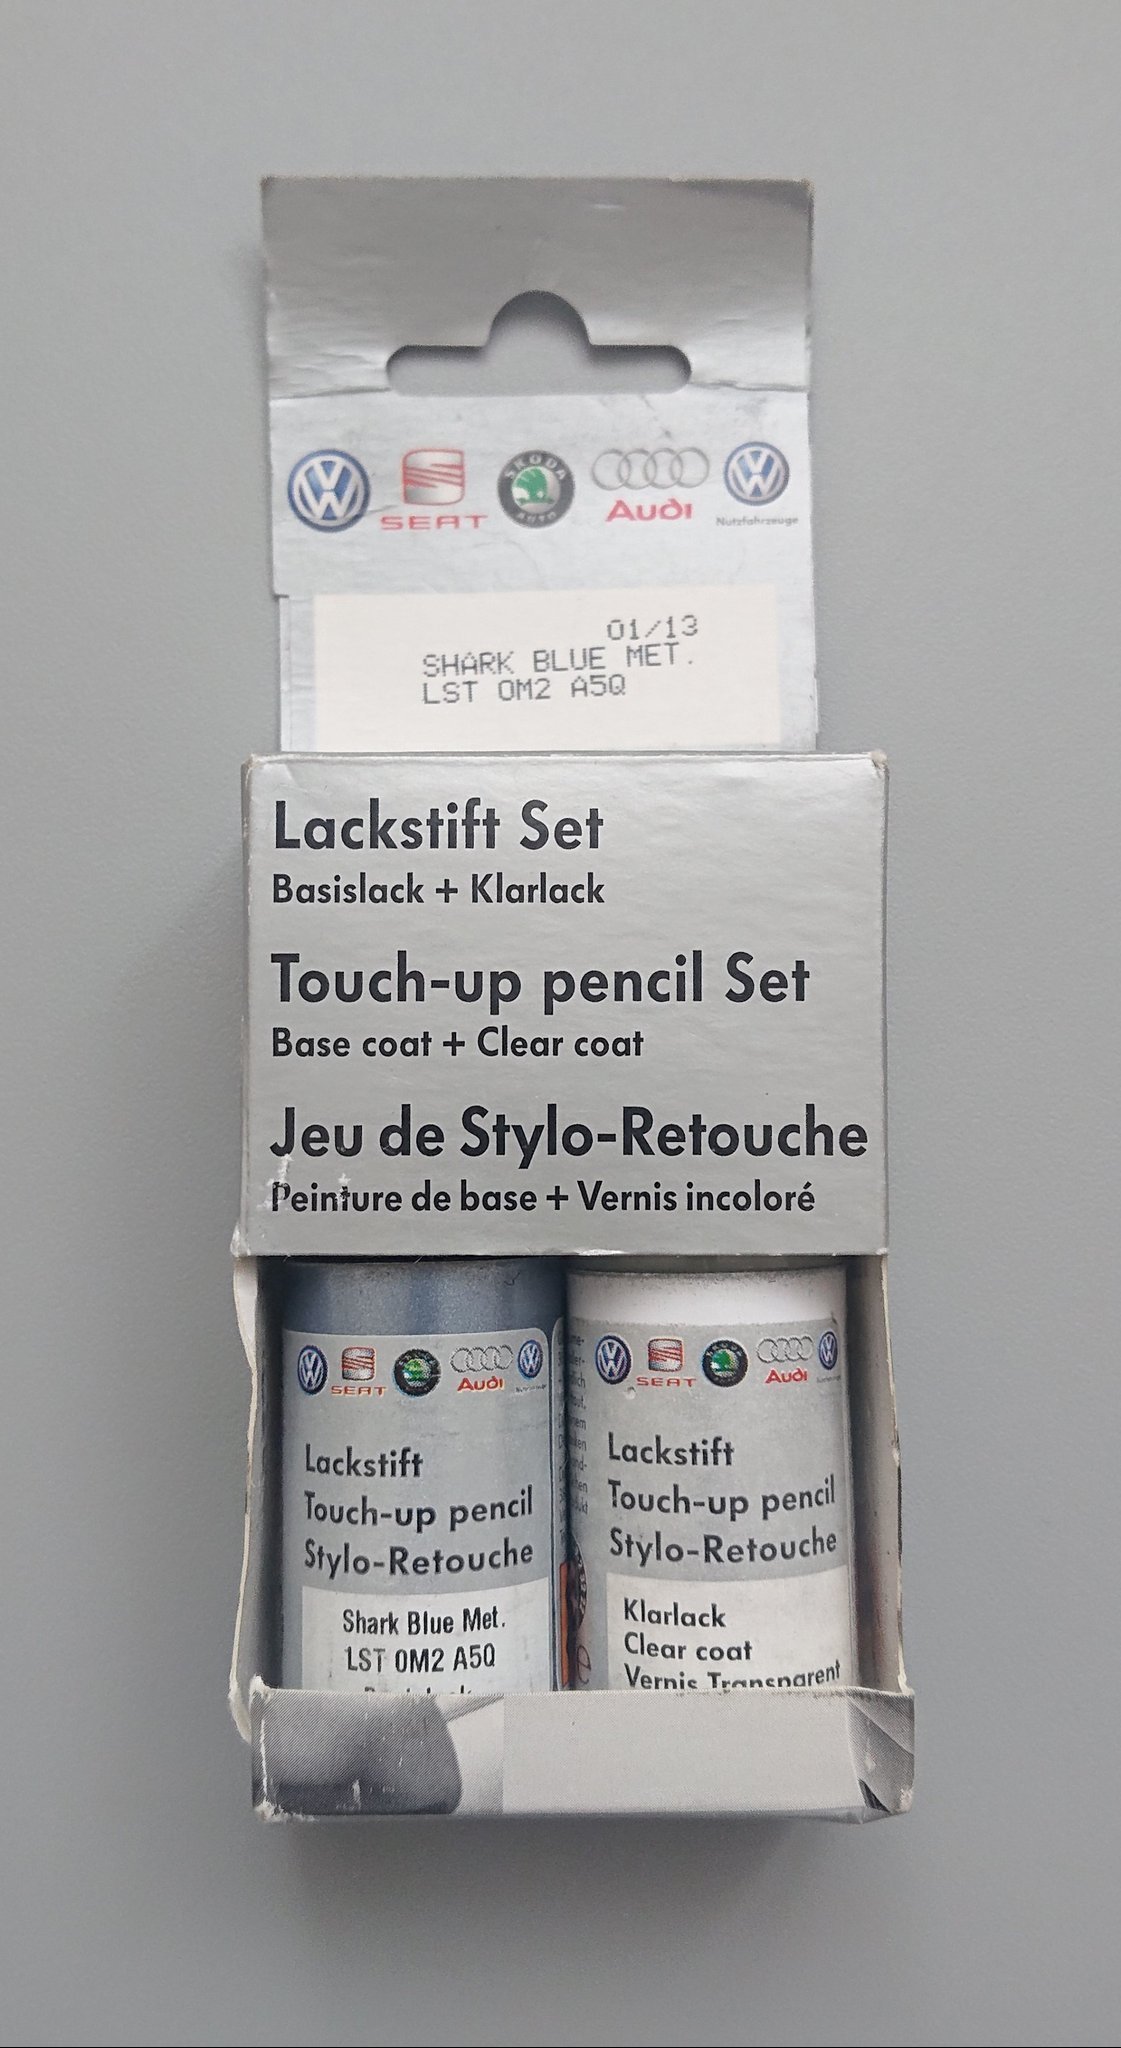 SEAT
ŠKODA
AUTO
Audi
Nutzfahrzeuge
01/13
SHARK BLUE MET.
LST 0M2 A5Q
Lackstift Set
Basislack + Klarlack
Touch-up pencil Set
Base coat + Clear coat
Jeu de Stylo-Retouche
Peinture de base + Vernis incoloré
SEAT
Audi
Lackstift
Touch-up pencil
Stylo-Retouche
Shark Blue Met.
LST 0M2 A5Q
SEAT
Audi
Lackstift
Touch-up pencil
Stylo-Retouche
Klarlack
Clear coat
Vernis Transparent